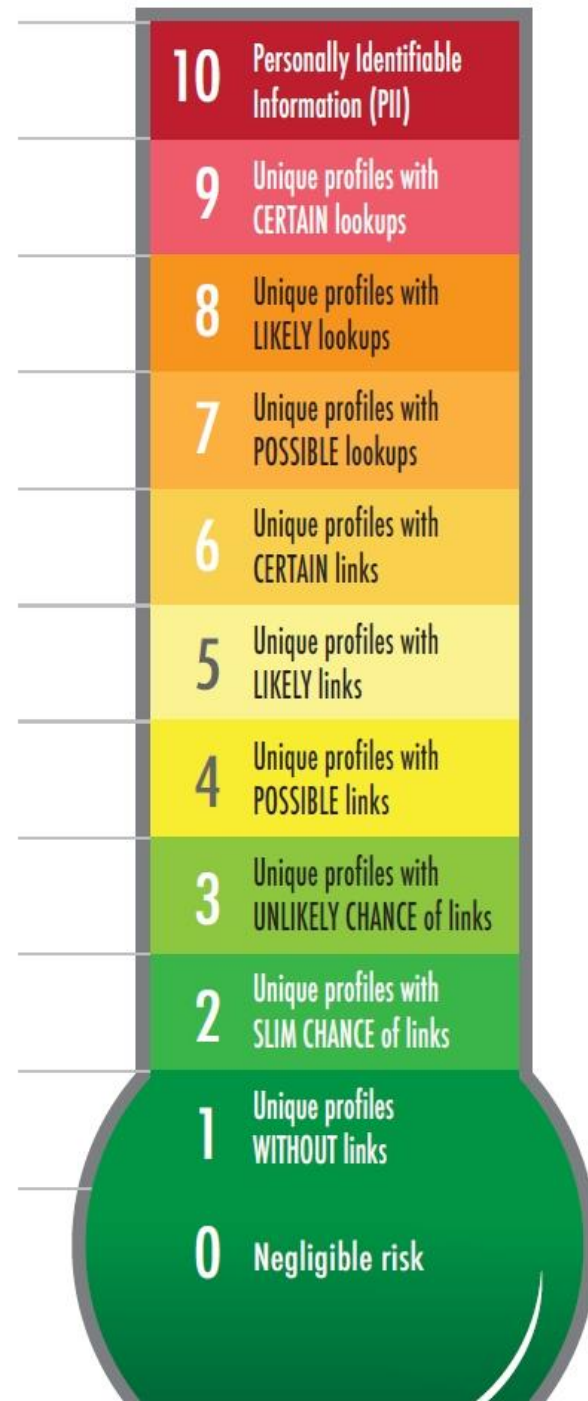 10 Personally Identifiable
Information (PII)
9 Unique profiles with
CERTAIN lookups
8 Unique profiles with
LIKELY lookups
7 Unique profiles with
POSSIBLE lookups
6 Unique profiles with
CERTAIN links
5 Unique profiles with
LIKELY links
4 Unique profiles with
POSSIBLE links
3 Unique profiles with
UNLIKELY CHANCE of links
2 Unique profiles with
SLIM CHANCE of links
1 Unique profiles
WITHOUT links
0 Negligible risk